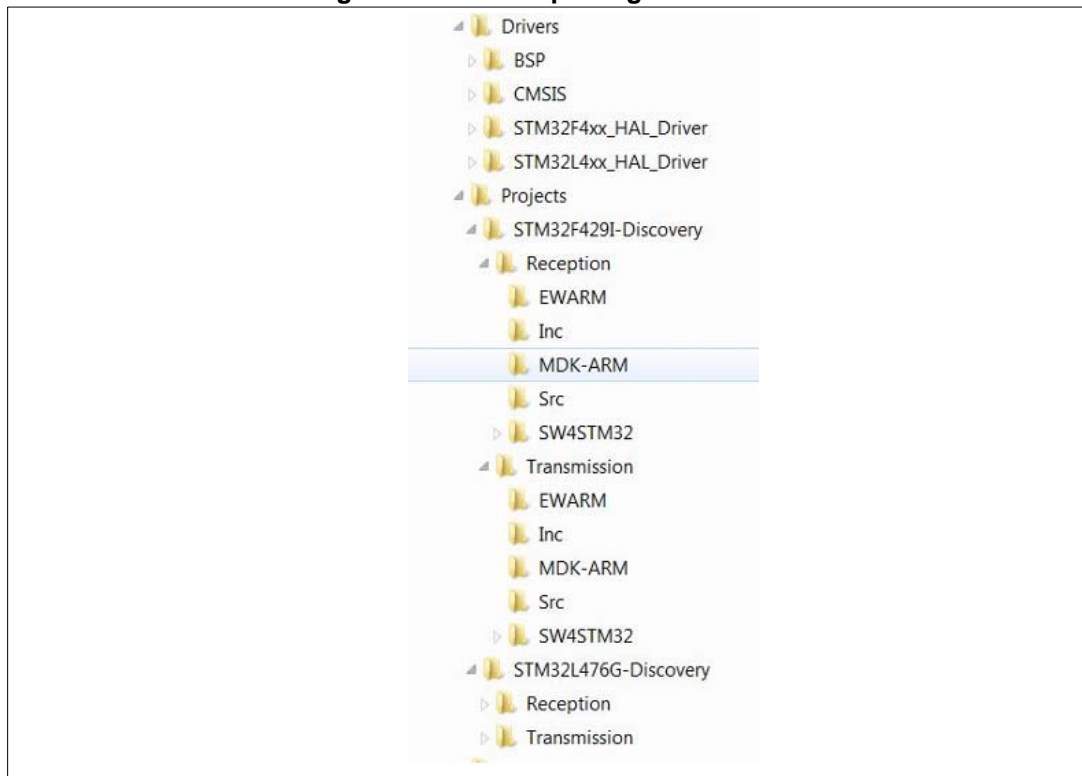 Drivers
BSP
CMSIS
STM32F4xx_HAL_Driver
STM32L4xx_HAL_Driver
Projects
STM32F429I-Discovery
Reception
EWARM
Inc
MDK-ARM
Src
SW4STM32
Transmission
EWARM
Inc
MDK-ARM
Src
SW4STM32
STM32L476G-Discovery
Reception
Transmission